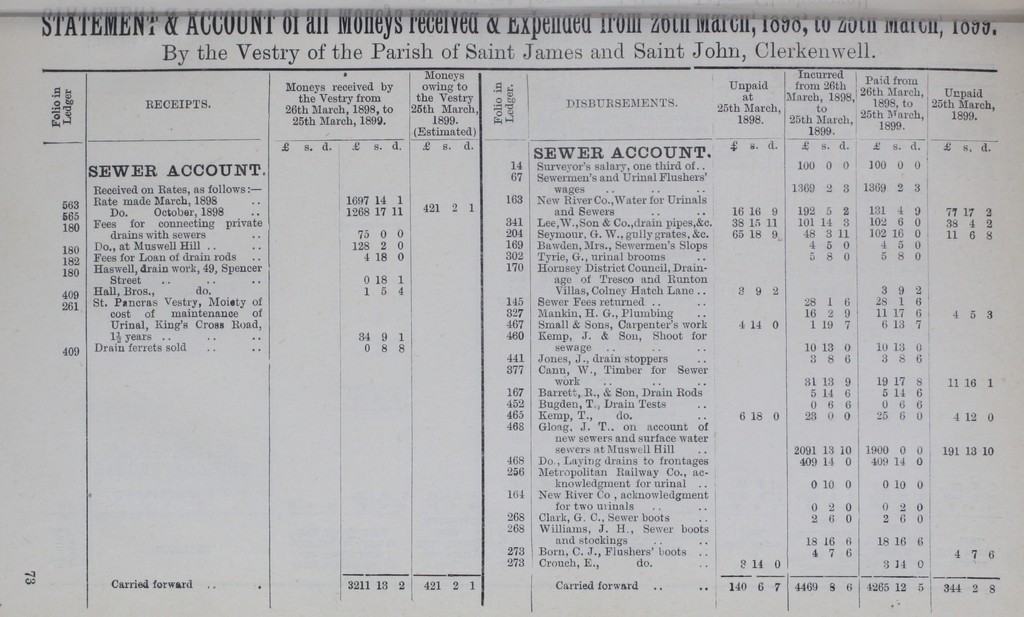 STATEMENT & ACCOUNT of all Moneys received & Expended from 26th March, 1898, to 25th March, 1899.
By the Vestry of the Parish of Saint James and Saint John, Clerkenwell.
Folio in Ledger
RECEIPTS.
Moneys received by the Vestry from 26th March, 1898, to 25th March, 1899.
Moneys owing to the Vestry 25th March, 1899. (Estimated)
£ s. d. £ s. d. £ s. d.
SEWER ACCOUNT.
Received on Rates, as follows:—
563 Rate made March, 1898 .. 1697 14 1
565 Do. October, 1898 .. 1268 17 11 421 2 1
180 Fees for connecting private
drains with sewers .. 75 0 0
180 Do., at Muswell Hill .. .. 128 2 0
182 Fees for Loan of drain rods .. 4 18 0
180 Haswell, drain work, 49, Spencer
Street .. .. .. 0 18 1
409 Hall, Bros., do. .. 1 5 4
261 St. Pancras Vestry, Moiety of
cost of maintenance of
Urinal, King's Cross Road,
1½ years .. .. .. 34 9 1
409 Drain ferrets sold .. .. 0 8 8
Carried forward .. . 3211 13 2 421 2 1
73
Folio in Ledger.
DISBURSEMENTS.
Unpaid at 25th March, 1898.
Incurred from 26th March, 1898, to 25th March, 1899.
Paid from 26th March, 1898, to 25th March, 1899.
Unpaid 25th March, 1899.
£ s. d. £ s. d. £ s. d. £ s. d.
SEWER ACCOUNT.
14 Surveyor's salary, one third of.. 100 0 0 100 0 0
67 Sewermen's and Urinal Flushers'
wages .. .. .. 1369 2 3 1369 2 3
163 New River Co., Water for Urinals
and Sewers .. .. 16 16 9 192 5 2 131 4 9 77 17 2
341 Lee, W., Son & Co., drain pipes, &c. 38 15 11 101 14 3 102 6 0 38 4 2
204 Seymour, G. W., gully grates, &c. 65 18 9 48 3 11 102 16 0 11 6 8
169 Bawden, Mrs., Sewermen's Slops 4 5 0 4 5 0
302 Tyrie, G., urinal brooms .. 5 8 0 5 8 0
170 Hornsey District Council, Drain-
age of Tresco and Runton
Villas, Colney Hatch Lane .. 3 9 2 3 9 2
145 Sewer Fees returned .. .. 28 1 6 28 1 6
327 Mankin, H. G., Plumbing .. 16 2 9 11 17 6 4 5 3
467 Small & Sons, Carpenter's work 4 14 0 1 19 7 6 13 7
460 Kemp, J. & Son, Shoot for
sewage .. .. .. 10 13 0 10 13 0
441 Jones, J., drain stoppers .. 3 8 6 3 8 6
377 Cann, W., Timber for Sewer
work .. .. .. 31 13 9 19 17 8 11 16 1
167 Barrett, R., & Son, Drain Rods 5 14 6 5 14 6
452 Bugden, T., Drain Tests .. 0 6 6 0 6 6
465 Kemp, T., do. .. 6 18 0 23 0 0 25 6 0 4 12 0
468 Gloag, J. T., on account of
new sewers and surface water
sewers at Muswell Hill .. 2091 13 10 1900 0 0 191 13 10
468 Do., Laying drains to frontages 409 14 0 409 14 0
256 Metropolitan Railway Co., ac-
knowledgment for urinal .. 0 10 0 0 10 0
164 New River Co , acknowledgment
for two urinals .. .. 0 2 0 0 2 0
268 Clark, G. C., Sewer boots .. 2 6 0 2 6 0
268 Williams, J. H., Sewer boots
and stockings .. .. 18 16 6 18 16 6
273 Born, C. J., Flushers' boots .. 4 7 6 4 7 6
273 Crouch, E., do. .. 3 14 0 3 14 0
Carried forward .. .. 140 6 7 4469 8 6 4265 12 5 344 2 8